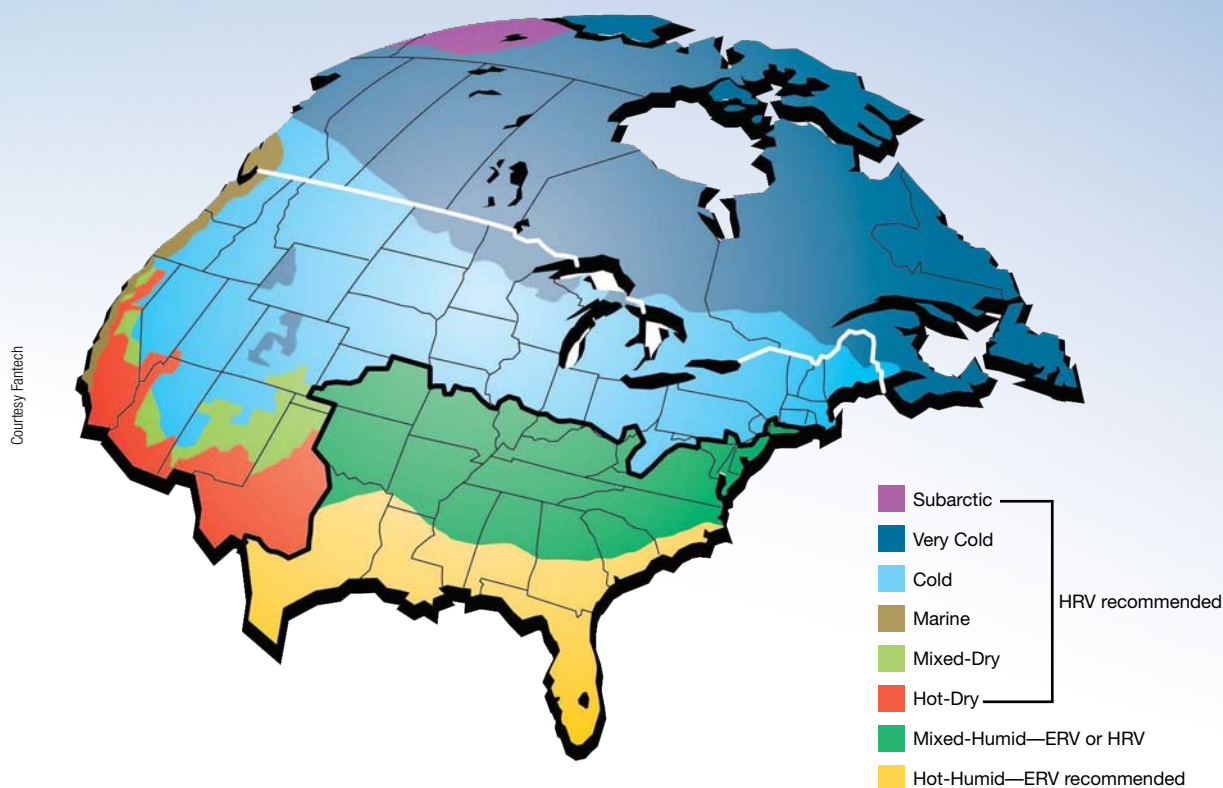 Courtesy Fantech
Subarctic
Very Cold
Cold
HRV recommended
Marine
Mixed-Dry
Hot-Dry
Mixed-Humid—ERV or HRV
Hot-Humid—ERV recommended